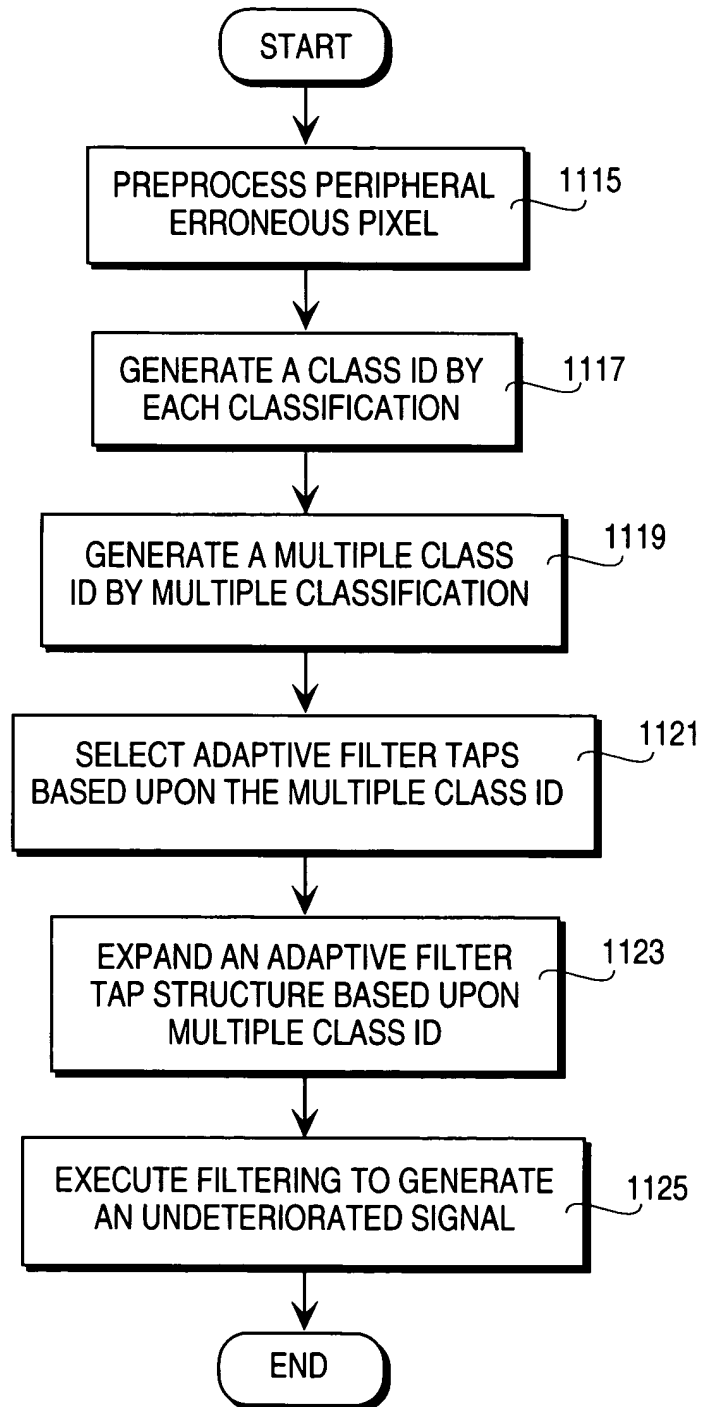 START
PREPROCESS PERIPHERAL
ERRONEOUS PIXEL
1115
GENERATE A CLASS ID BY
EACH CLASSIFICATION
1117
GENERATE A MULTIPLE CLASS
ID BY MULTIPLE CLASSIFICATION
1119
SELECT ADAPTIVE FILTER TAPS
BASED UPON THE MULTIPLE CLASS ID
1121
EXPAND AN ADAPTIVE FILTER
TAP STRUCTURE BASED UPON
MULTIPLE CLASS ID
1123
EXECUTE FILTERING TO GENERATE
AN UNDETERIORATED SIGNAL
1125
END